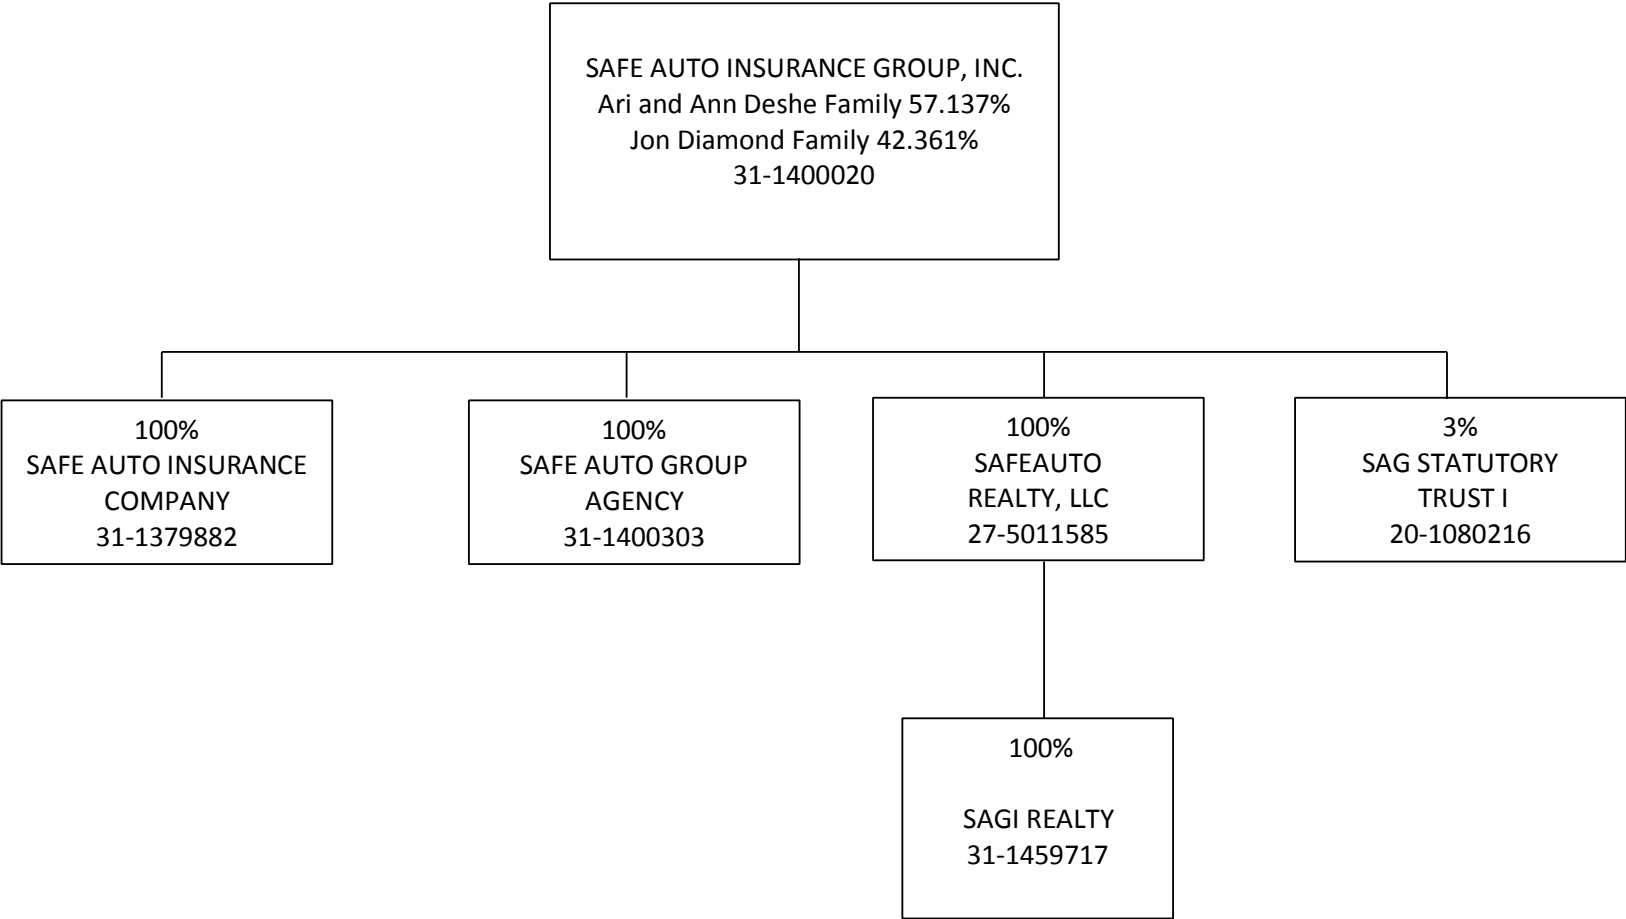 SAFE AUTO INSURANCE GROUP, INC.
Ari and Ann Deshe Family 57.137%
Jon Diamond Family 42.361%
31-1400020
100%
SAFE AUTO INSURANCE
COMPANY
31-1379882
100%
SAFE AUTO GROUP
AGENCY
31-1400303
100%
SAFEAUTO
REALTY, LLC
27-5011585
3%
SAG STATUTORY
TRUST I
20-1080216
100%
SAGI REALTY
31-1459717